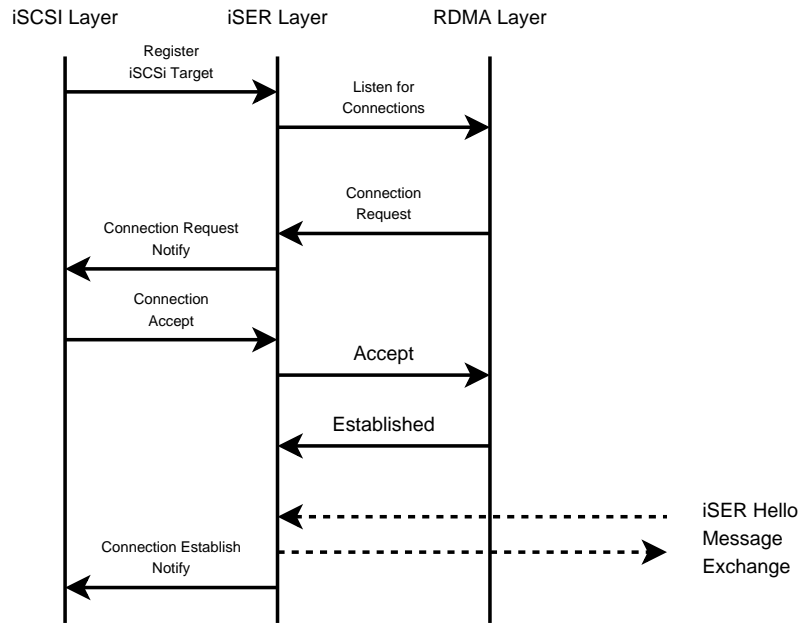 iSCSI Layer
iSER Layer
RDMA Layer
Register
iSCSi Target
Listen for
Connections
Connection
Request
Connection Request
Notify
Connection
Accept
Accept
Established
iSER Hello
Message
Exchange
Connection Establish
Notify